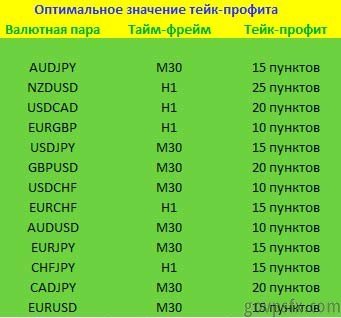 Оптимальное значение тейк-профита
Валютная пара Тайм-фрейм Тейк-профит
AUDJPY M30 15 пунктов
NZDUSD H1 25 пунктов
USDCAD H1 20 пунктов
EURGBP H1 10 пунктов
USDJPY M30 15 пунктов
GBPUSD M30 20 пунктов
USDCHF M30 10 пунктов
EURCHF H1 15 пунктов
AUDUSD M30 10 пунктов
EURJPY M30 15 пунктов
CHFJPY H1 15 пунктов
CADJPY M30 20 пунктов
EURUSD M30 15 пунктов